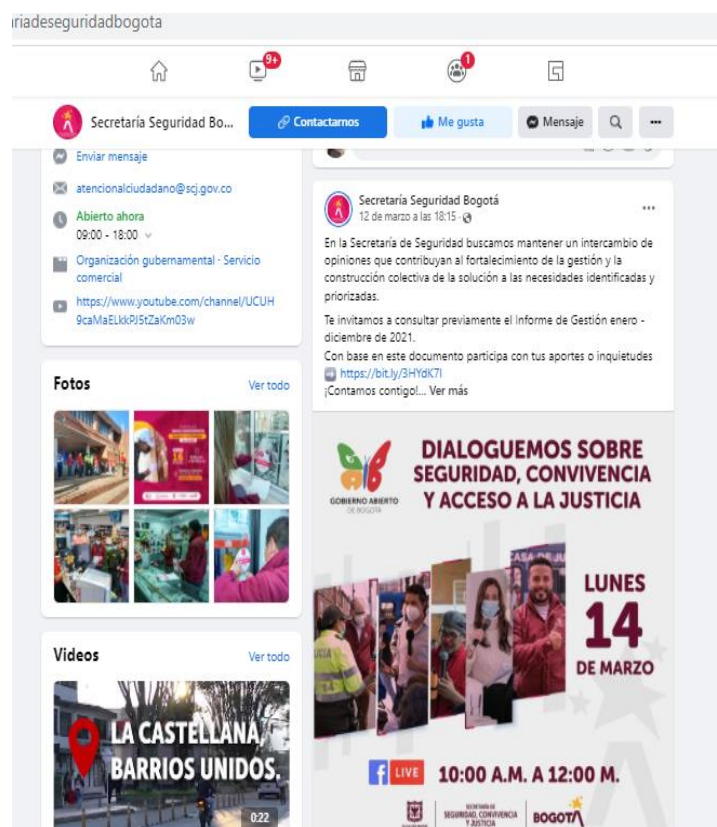 riadeseguridadbogota
9+
1
Secretaría Seguridad Bo...
Contactarnos
Me gusta
Mensaje
Enviar mensaje
atencionalciudadano@scj.gov.co
Abierto ahora
09:00 - 18:00
Organización gubernamental · Servicio
comercial
https://www.youtube.com/channel/UCUH
9caMaELkkPJ5tZaKm03w
Fotos
Ver todo
Videos
Ver todo
LA CASTELLANA,
BARRIOS UNIDOS.
0:22
Secretaría Seguridad Bogotá
12 de marzo a las 18:15 ·
En la Secretaría de Seguridad buscamos mantener un intercambio de
opiniones que contribuyan al fortalecimiento de la gestión y la
construcción colectiva de la solución a las necesidades identificadas y
priorizadas.
Te invitamos a consultar previamente el Informe de Gestión enero -
diciembre de 2021.
Con base en este documento participa con tus aportes o inquietudes
https://bit.ly/3HYdK7l
¡Contamos contigo!... Ver más
GOBIERNO ABIERTO
DE BOGOTÁ
DIALOGUEMOS SOBRE
SEGURIDAD, CONVIVENCIA
Y ACCESO A LA JUSTICIA
CASA DE JU
LUNES
14
DE MARZO
LIVE
10:00 A.M. A 12:00 M.
SECRETARÍA DE
SEGURIDAD, CONVIVENCIA
Y JUSTICIA
BOGOTÁ